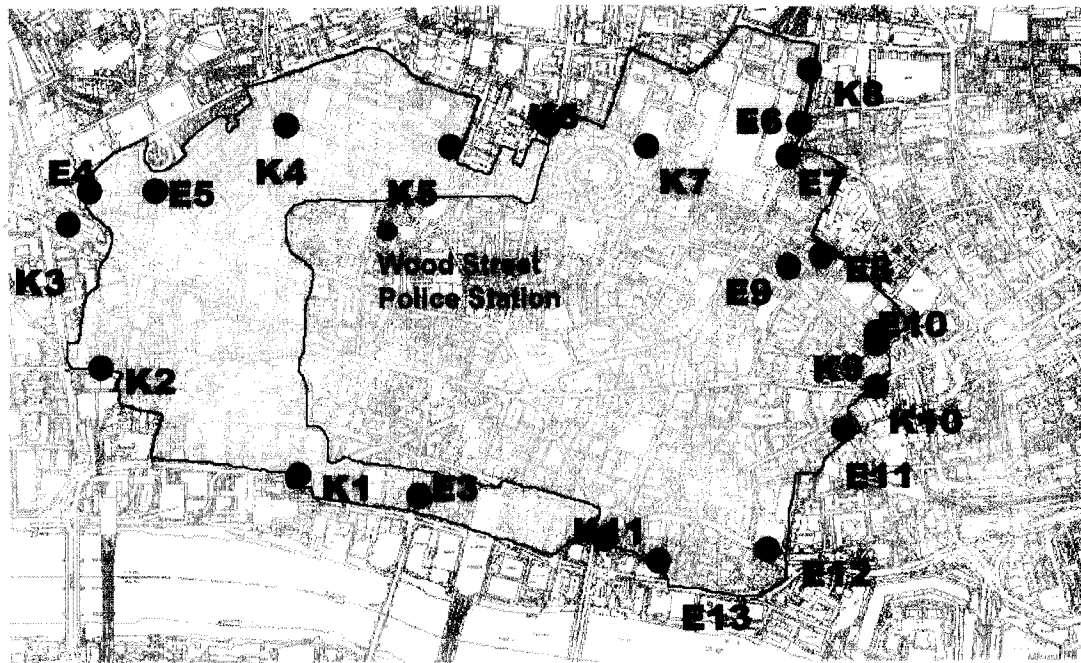 K8
K6
E6
E4
E5
K4
K7
E7
K5
K3
Wood Street
Police Station
E9
E8
E10
K9
K2
K10
E11
K1
E3
K11
E12
E13